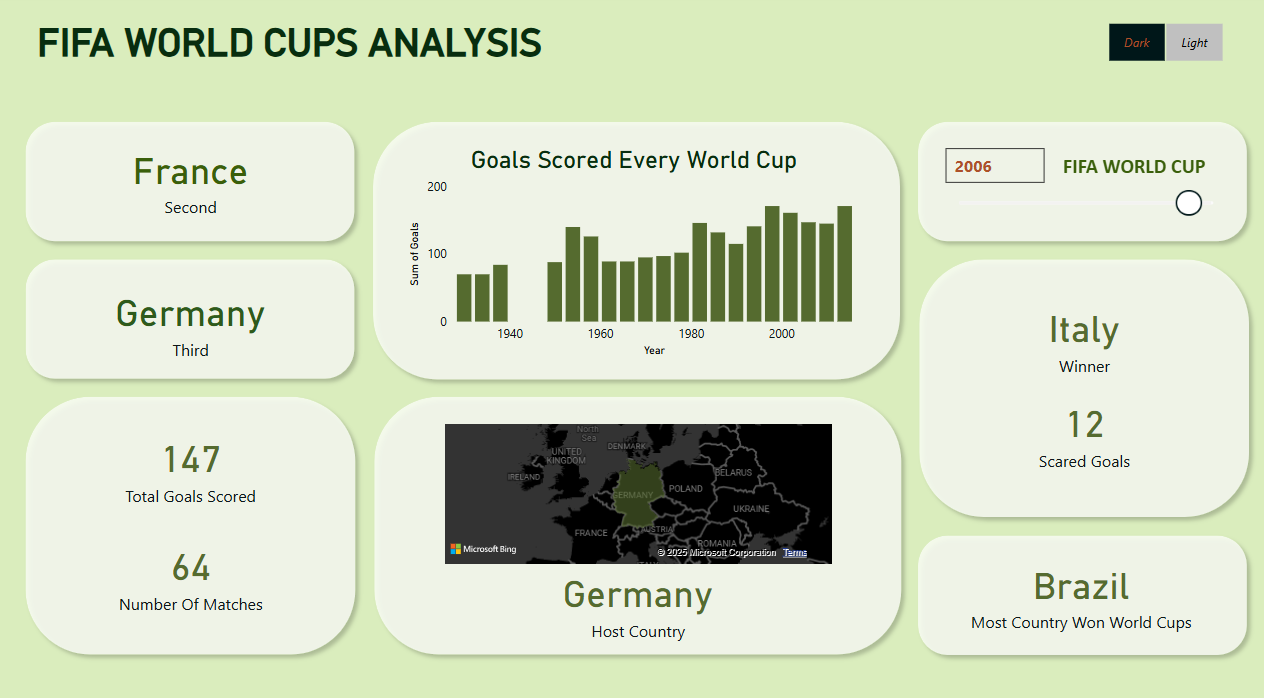 FIFA WORLD CUPS ANALYSIS
Dark
Light
France
Second
Germany
Third
147
Total Goals Scored
64
Number Of Matches
Goals Scored Every World Cup
200
100
0
Sum of Goals
1940
1960
1980
2000
Year
North
Sea
DENMARK
UNITED
KINGDOM
IRELAND
BELARUS
GERMANY
POLAND
UKRAINE
FRANCE
AUSTRIA
ROMANIA
Microsoft Bing
© 2025 Microsoft Corporation
Terms
Germany
Host Country
2006
FIFA WORLD CUP
Italy
Winner
12
Scared Goals
Brazil
Most Country Won World Cups